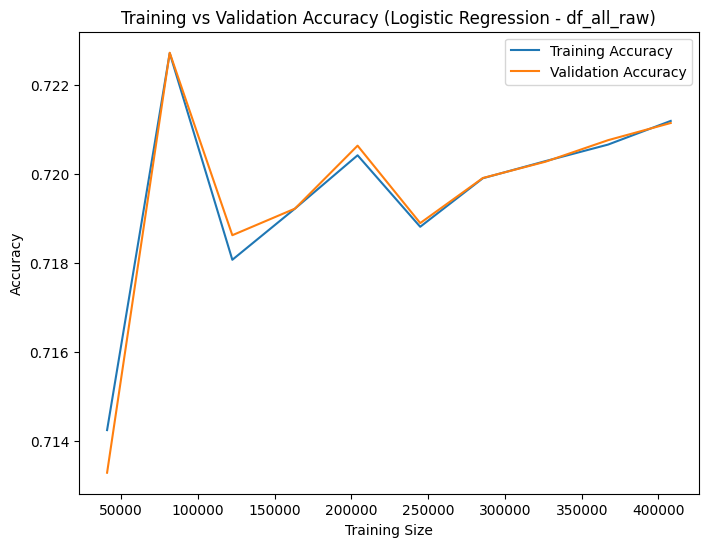 Training vs Validation Accuracy (Logistic Regression - df_all_raw)
Training Accuracy
Validation Accuracy
0.722
0.720
0.718
0.716
0.714
Accuracy
50000 100000 150000 200000 250000 300000 350000 400000
Training Size